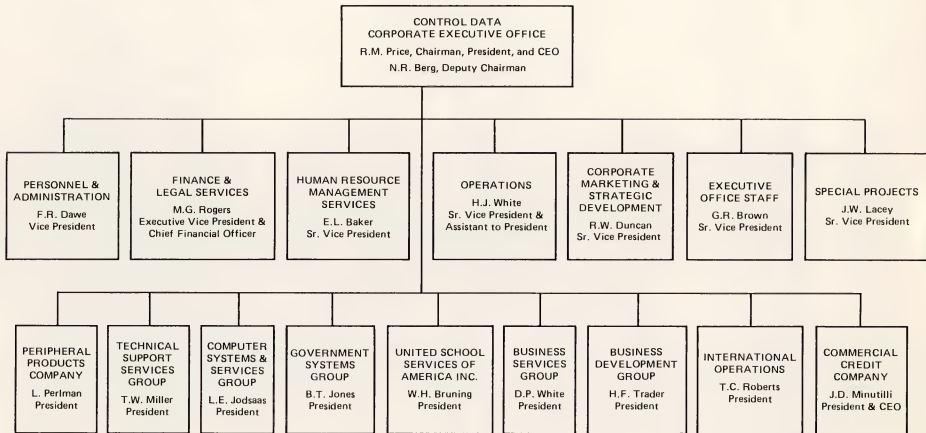 CONTROL DATA
CORPORATE EXECUTIVE OFFICE
R.M. Price, Chairman, President, and CEO
N.R. Berg, Deputy Chairman
PERSONNEL &
ADMINISTRATION
F.R. Dawe
Vice President
FINANCE &
LEGAL SERVICES
M.G. Rogers
Executive Vice President &
Chief Financial Officer
HUMAN RESOURCE
MANAGEMENT
SERVICES
E.L. Baker
Sr. Vice President
OPERATIONS
H.J. White
Sr. Vice President &
Assistant to President
CORPORATE
MARKETING &
STRATEGIC
DEVELOPMENT
R.W. Duncan
Sr. Vice President
EXECUTIVE
OFFICE STAFF
G.R. Brown
Sr. Vice President
SPECIAL PROJECTS
J.W. Lacey
Sr. Vice President
PERIPHERAL
PRODUCTS
COMPANY
L. Perlman
President
TECHNICAL
SUPPORT
SERVICES
GROUP
T.W. Miller
President
COMPUTER
SYSTEMS &
SERVICES
GROUP
L.E. Jodsaas
President
GOVERNMENT
SYSTEMS
GROUP
B.T. Jones
President
UNITED SCHOOL
SERVICES OF
AMERICA INC.
W.H. Bruning
President
BUSINESS
SERVICES
GROUP
D.P. White
President
BUSINESS
DEVELOPMENT
GROUP
H.F. Trader
President
INTERNATIONAL
OPERATIONS
T.C. Roberts
President
COMMERCIAL
CREDIT
COMPANY
J.D. Minutilli
President & CEO